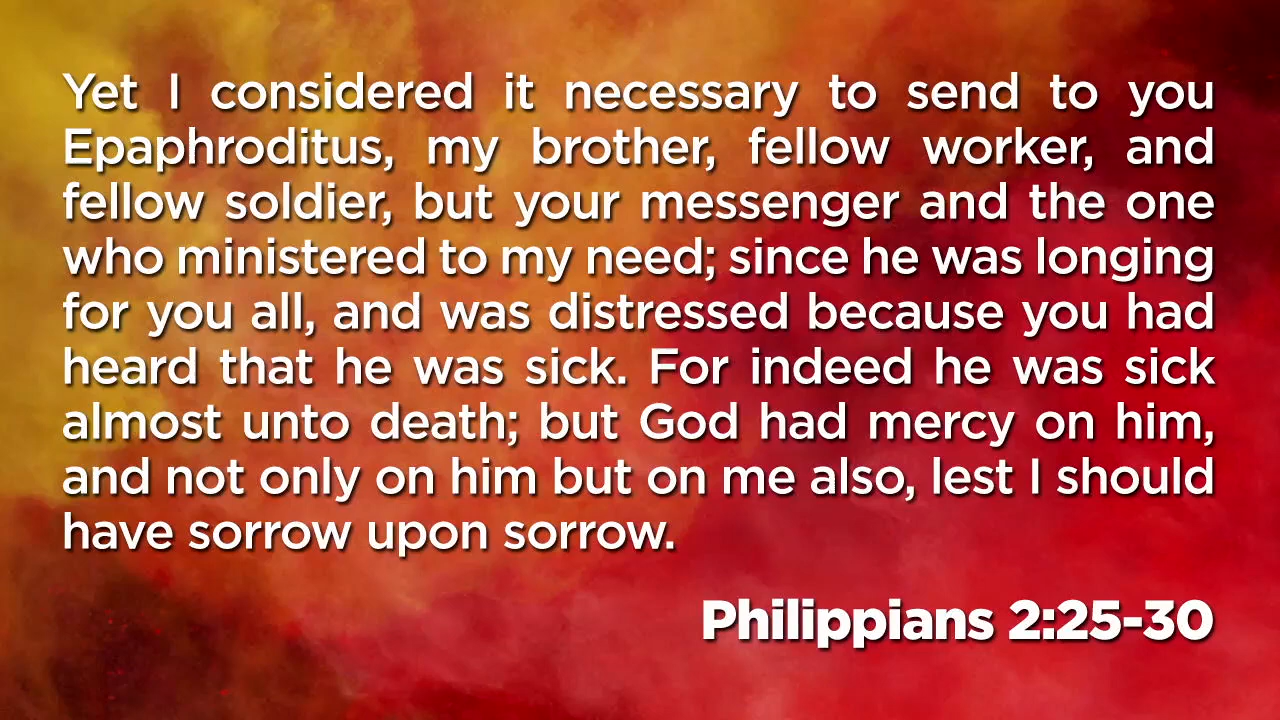 Yet I considered it necessary to send to you
Epaphroditus, my brother, fellow worker, and
fellow soldier, but your messenger and the one
who ministered to my need; since he was longing
for you all, and was distressed because you had
heard that he was sick. For indeed he was sick
almost unto death; but God had mercy on him,
and not only on him but on me also, lest I should
have sorrow upon sorrow.
Philippians 2:25-30